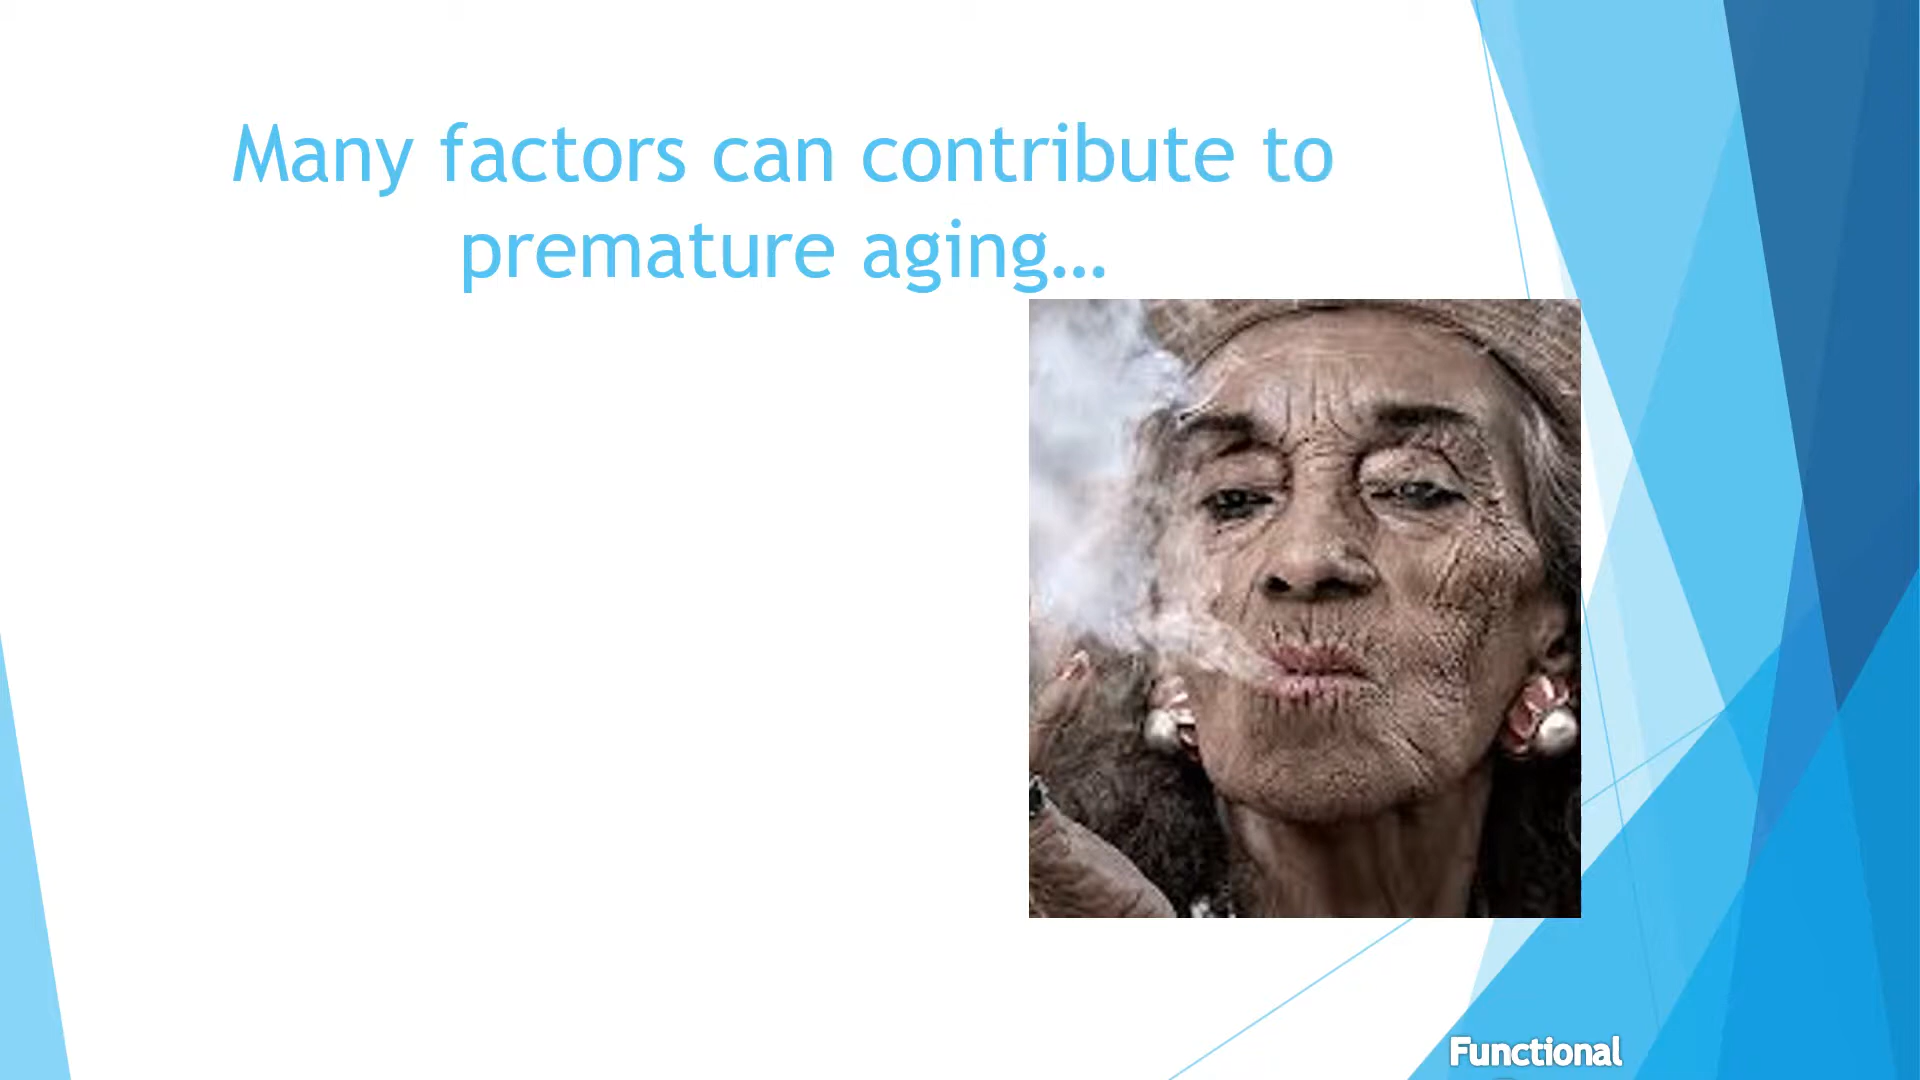 Many factors can contribute to
premature aging…
Functional